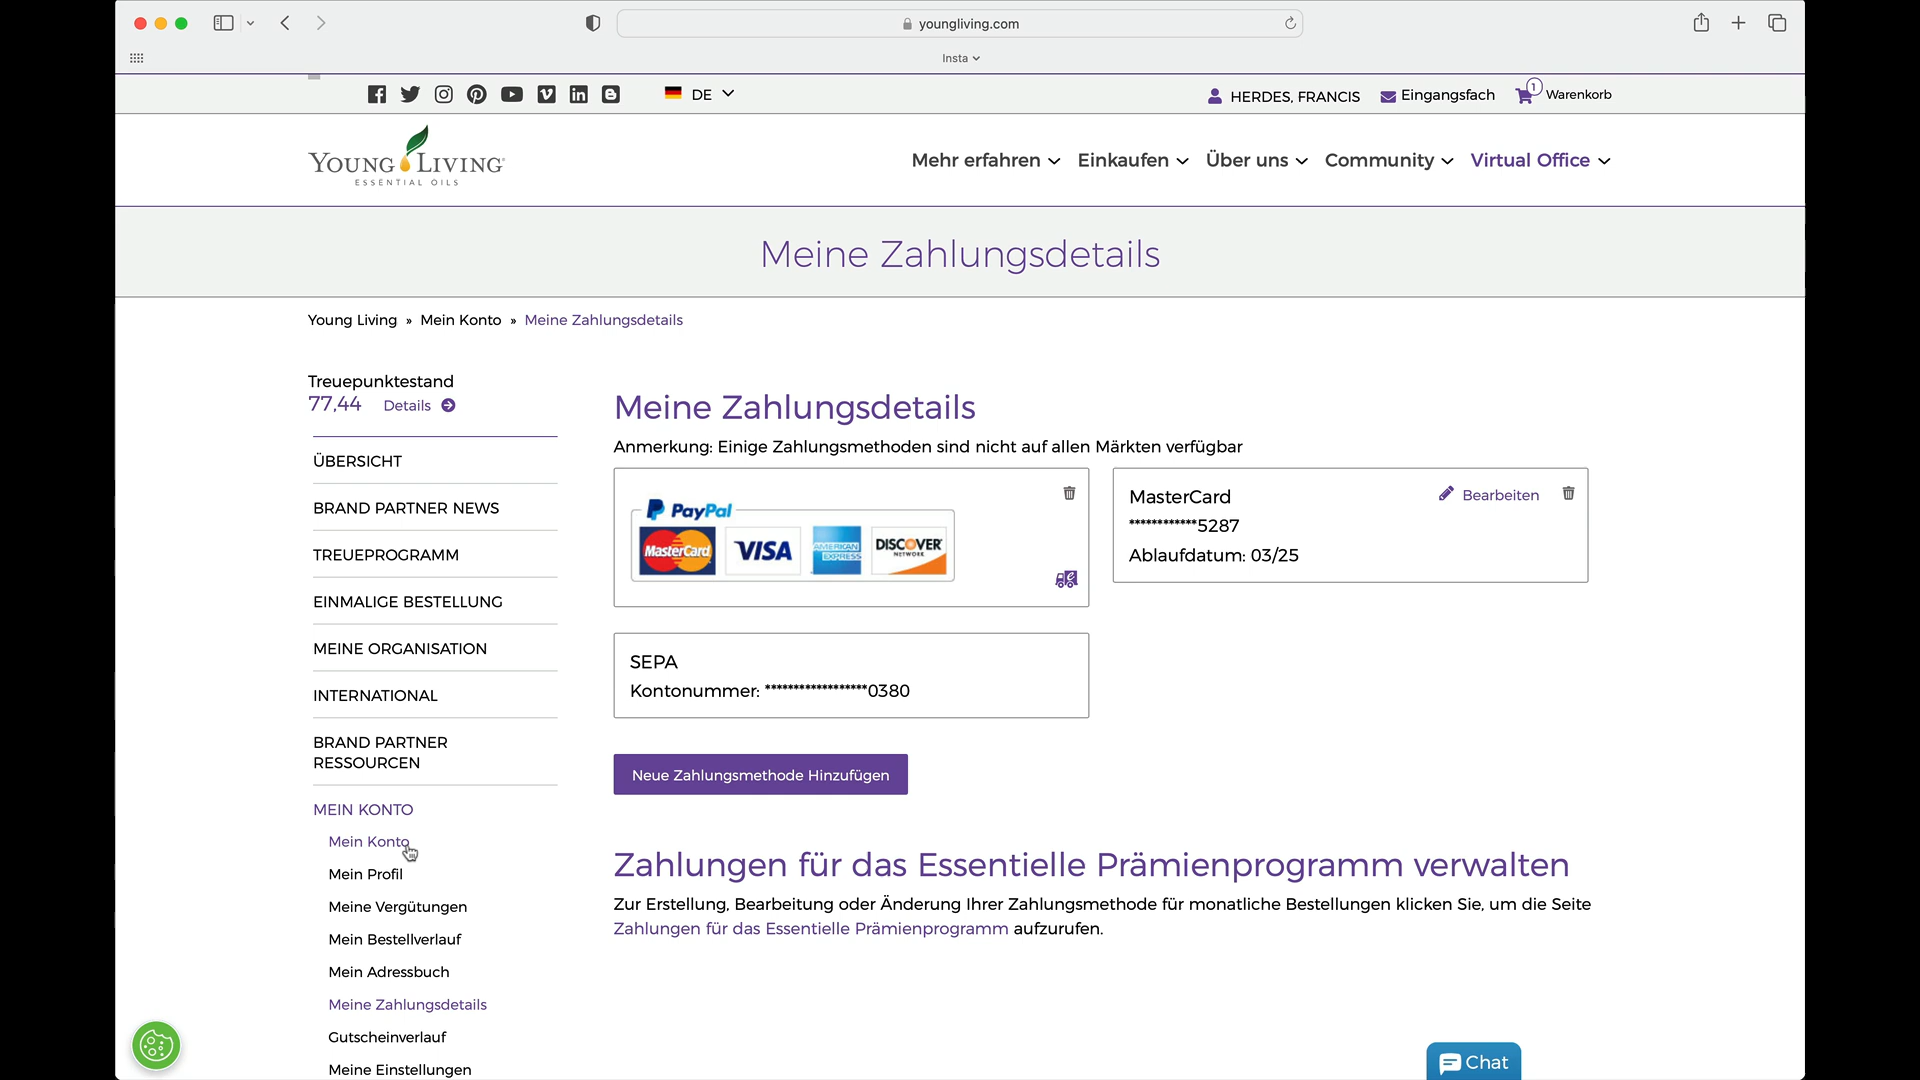 youngliving.com
Insta
DE
HERDES, FRANCIS
Eingangsfach
1
Warenkorb
YOUNG LIVING
ESSENTIAL OILS
Mehr erfahren
Einkaufen
Über uns
Community
Virtual Office
Meine Zahlungsdetails
Young Living » Mein Konto » Meine Zahlungsdetails
Treuepunktestand
77,44 Details
ÜBERSICHT
BRAND PARTNER NEWS
TREUEPROGRAMM
EINMALIGE BESTELLUNG
MEINE ORGANISATION
INTERNATIONAL
BRAND PARTNER
RESSOURCEN
MEIN KONTO
Mein Konto
Mein Profil
Meine Vergütungen
Mein Bestellverlauf
Mein Adressbuch
Meine Zahlungsdetails
Gutscheinverlauf
Meine Einstellungen
Meine Zahlungsdetails
Anmerkung: Einige Zahlungsmethoden sind nicht auf allen Märkten verfügbar
PayPal
MasterCard
VISA
AMERICAN
EXPRESS
DISCOVER
NETWORK
MasterCard
Bearbeiten
************5287
Ablaufdatum: 03/25
SEPA
Kontonummer: ******************0380
Neue Zahlungsmethode Hinzufügen
Zahlungen für das Essentielle Prämienprogramm verwalten
Zur Erstellung, Bearbeitung oder Änderung Ihrer Zahlungsmethode für monatliche Bestellungen klicken Sie, um die Seite
Zahlungen für das Essentielle Prämienprogramm aufzurufen.
Chat